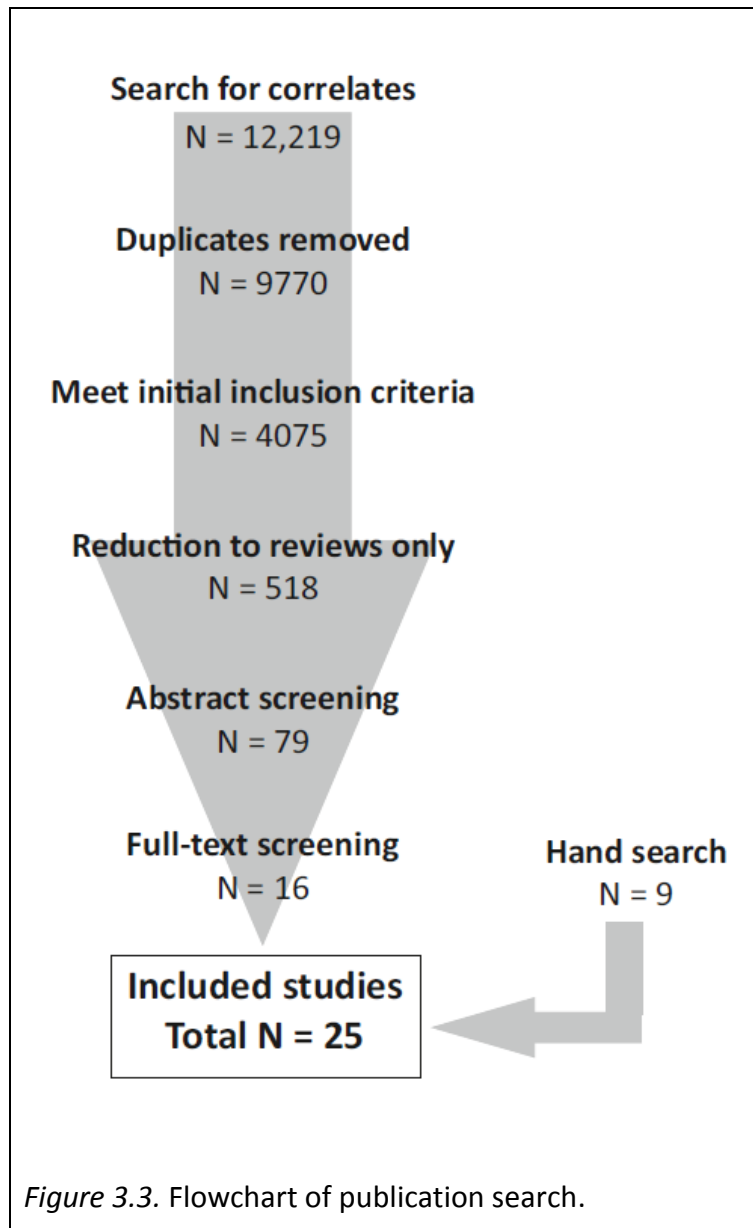 Search for correlates
N = 12,219
Duplicates removed
N = 9770
Meet initial inclusion criteria
N = 4075
Reduction to reviews only
N = 518
Abstract screening
N = 79
Full-text screening
N = 16
Hand search
N = 9
Included studies
Total N = 25
Figure 3.3. Flowchart of publication search.